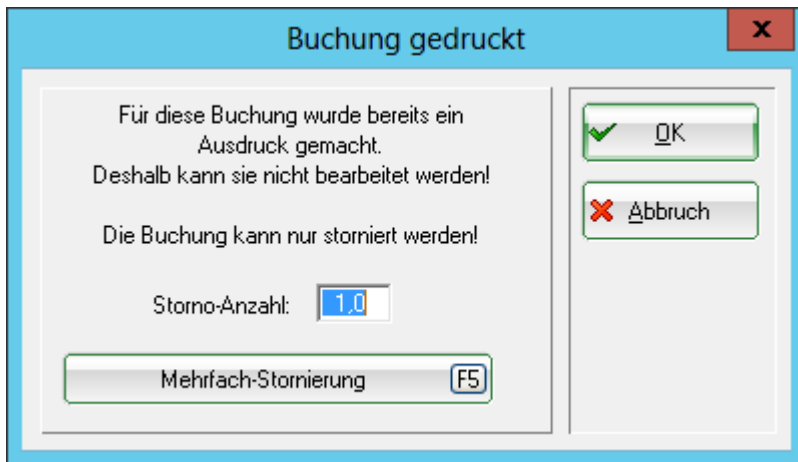 Buchung gedruckt
x
Für diese Buchung wurde bereits ein
Ausdruck gemacht.
Deshalb kann sie nicht bearbeitet werden!
Die Buchung kann nur storniert werden!
Storno-Anzahl: 1,0
Mehrfach-Stornierung F5
OK
Abbruch